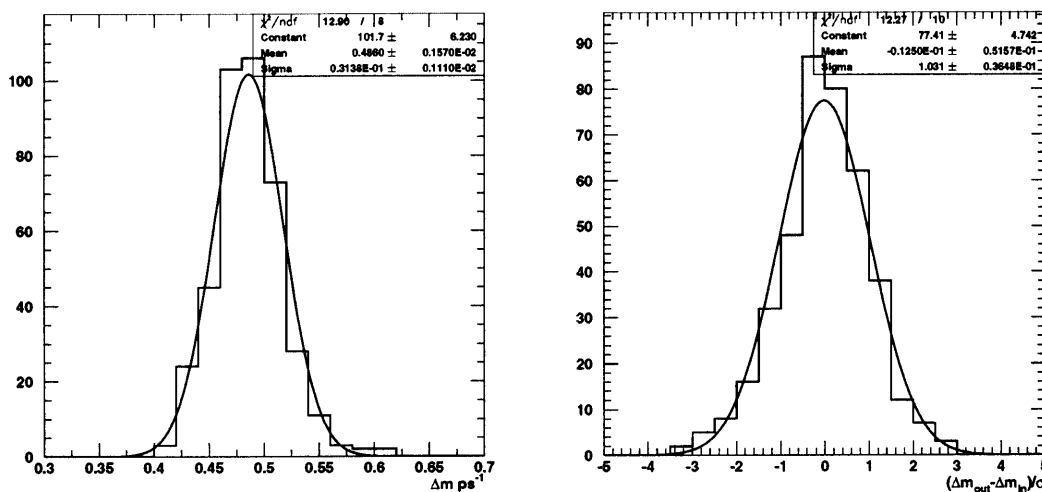 χ²/ndf 12.90 / 8
Constant 101.7 ± 6.230
Mean 0.4860 ± 0.1570E-02
Sigma 0.3138E-01 ± 0.1110E-02
100
80
60
40
20
0
0.3 0.35 0.4 0.45 0.5 0.55 0.6 0.65 0.7
Δm ps⁻¹
χ²/ndf 12.27 / 10
Constant 77.41 ± 4.742
Mean -0.1250E-01 ± 0.5157E-01
Sigma 1.031 ± 0.3648E-01
90
80
70
60
50
40
30
20
10
0
-5 -4 -3 -2 -1 0 1 2 3 4 5
(Δm_out-Δm_in)/σ